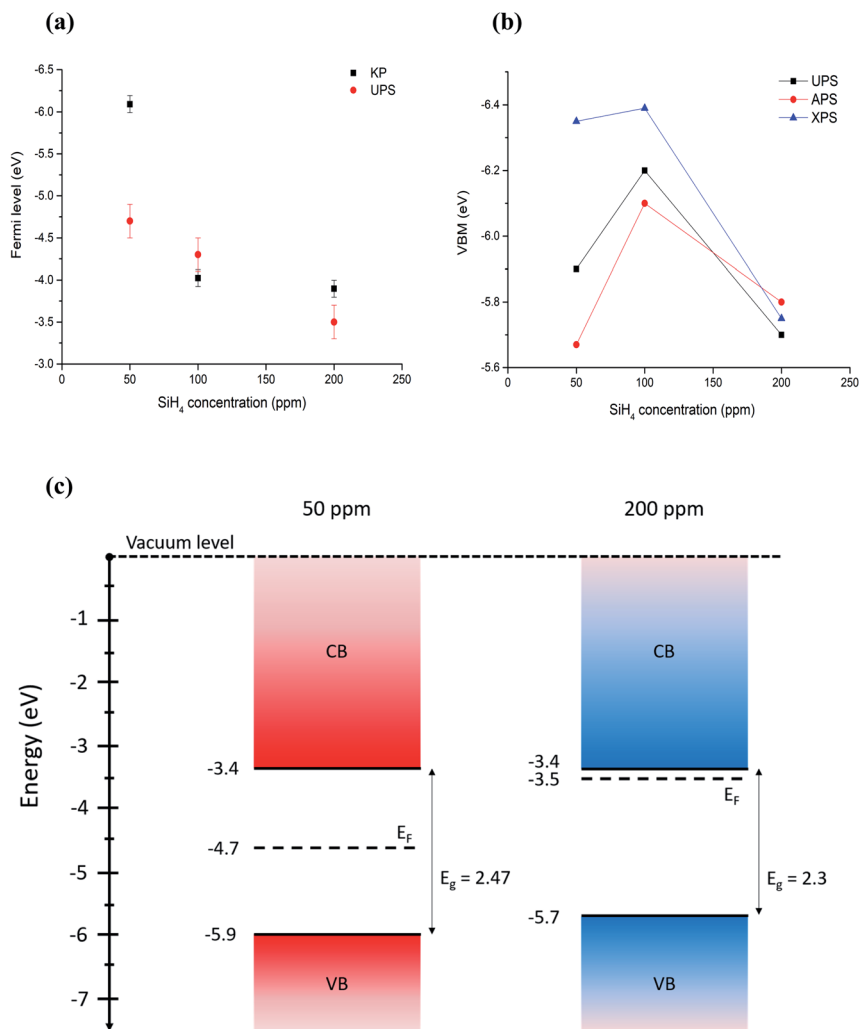 (a)
KP
UPS
-6.5
-6.0
-5.5
-5.0
-4.5
-4.0
-3.5
-3.0
Fermi level (eV)
0
50
100
150
200
250
SiH₄ concentration (ppm)
(b)
UPS
APS
XPS
-6.4
-6.2
-6.0
-5.8
-5.6
VBM (eV)
0
50
100
150
200
250
SiH₄ concentration (ppm)
(c)
50 ppm
200 ppm
Vacuum level
Energy (eV)
-1
-2
-3
-4
-5
-6
-7
CB
-3.4
E_F
-4.7
E_g = 2.47
-5.9
VB
CB
-3.4
-3.5
E_F
E_g = 2.3
-5.7
VB